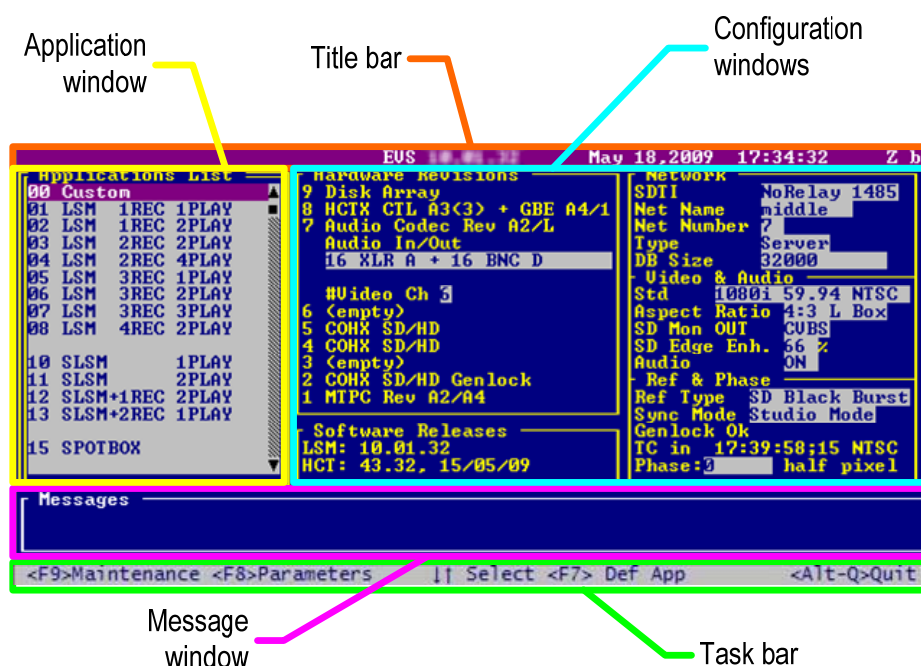 Application
window
Title bar
Configuration
windows
EVS May 18,2009 17:34:32 Z b
Applications List
00 Custom
01 LSM 1REC 1PLAY
02 LSM 1REC 2PLAY
03 LSM 2REC 2PLAY
04 LSM 2REC 4PLAY
05 LSM 3REC 1PLAY
06 LSM 3REC 2PLAY
07 LSM 3REC 3PLAY
08 LSM 4REC 2PLAY
10 SLSM 1PLAY
11 SLSM 2PLAY
12 SLSM+1REC 2PLAY
13 SLSM+2REC 1PLAY
15 SPOTBOX
Hardware Revisions
9 Disk Array
8 HCTX CTL A3(3) + GBE A4/1
7 Audio Codec Rev A2/L
Audio In/Out
16 XLR A + 16 BNC D
#Video Ch 6
6 (empty)
5 COHX SD/HD
4 COHX SD/HD
3 (empty)
2 COHX SD/HD Genlock
1 MTPC Rev A2/A4
Software Releases
LSM: 10.01.32
HCT: 43.32, 15/05/09
Network
SDTI NoRelay 1485
Net Name middle
Net Number 7
Type Server
DB Size 32000
Video & Audio
Std 1080i 59.94 NTSC
Aspect Ratio 4:3 L Box
SD Mon OUT CVBS
SD Edge Enh. 66 %
Audio ON
Ref & Phase
Ref Type SD Black Burst
Sync Mode Studio Mode
Genlock Ok
TC in 17:39:58;15 NTSC
Phase:0 half pixel
Messages
<F9>Maintenance <F8>Parameters ↓↑ Select <F7> Def App <Alt-Q>Quit
Message
window
Task bar